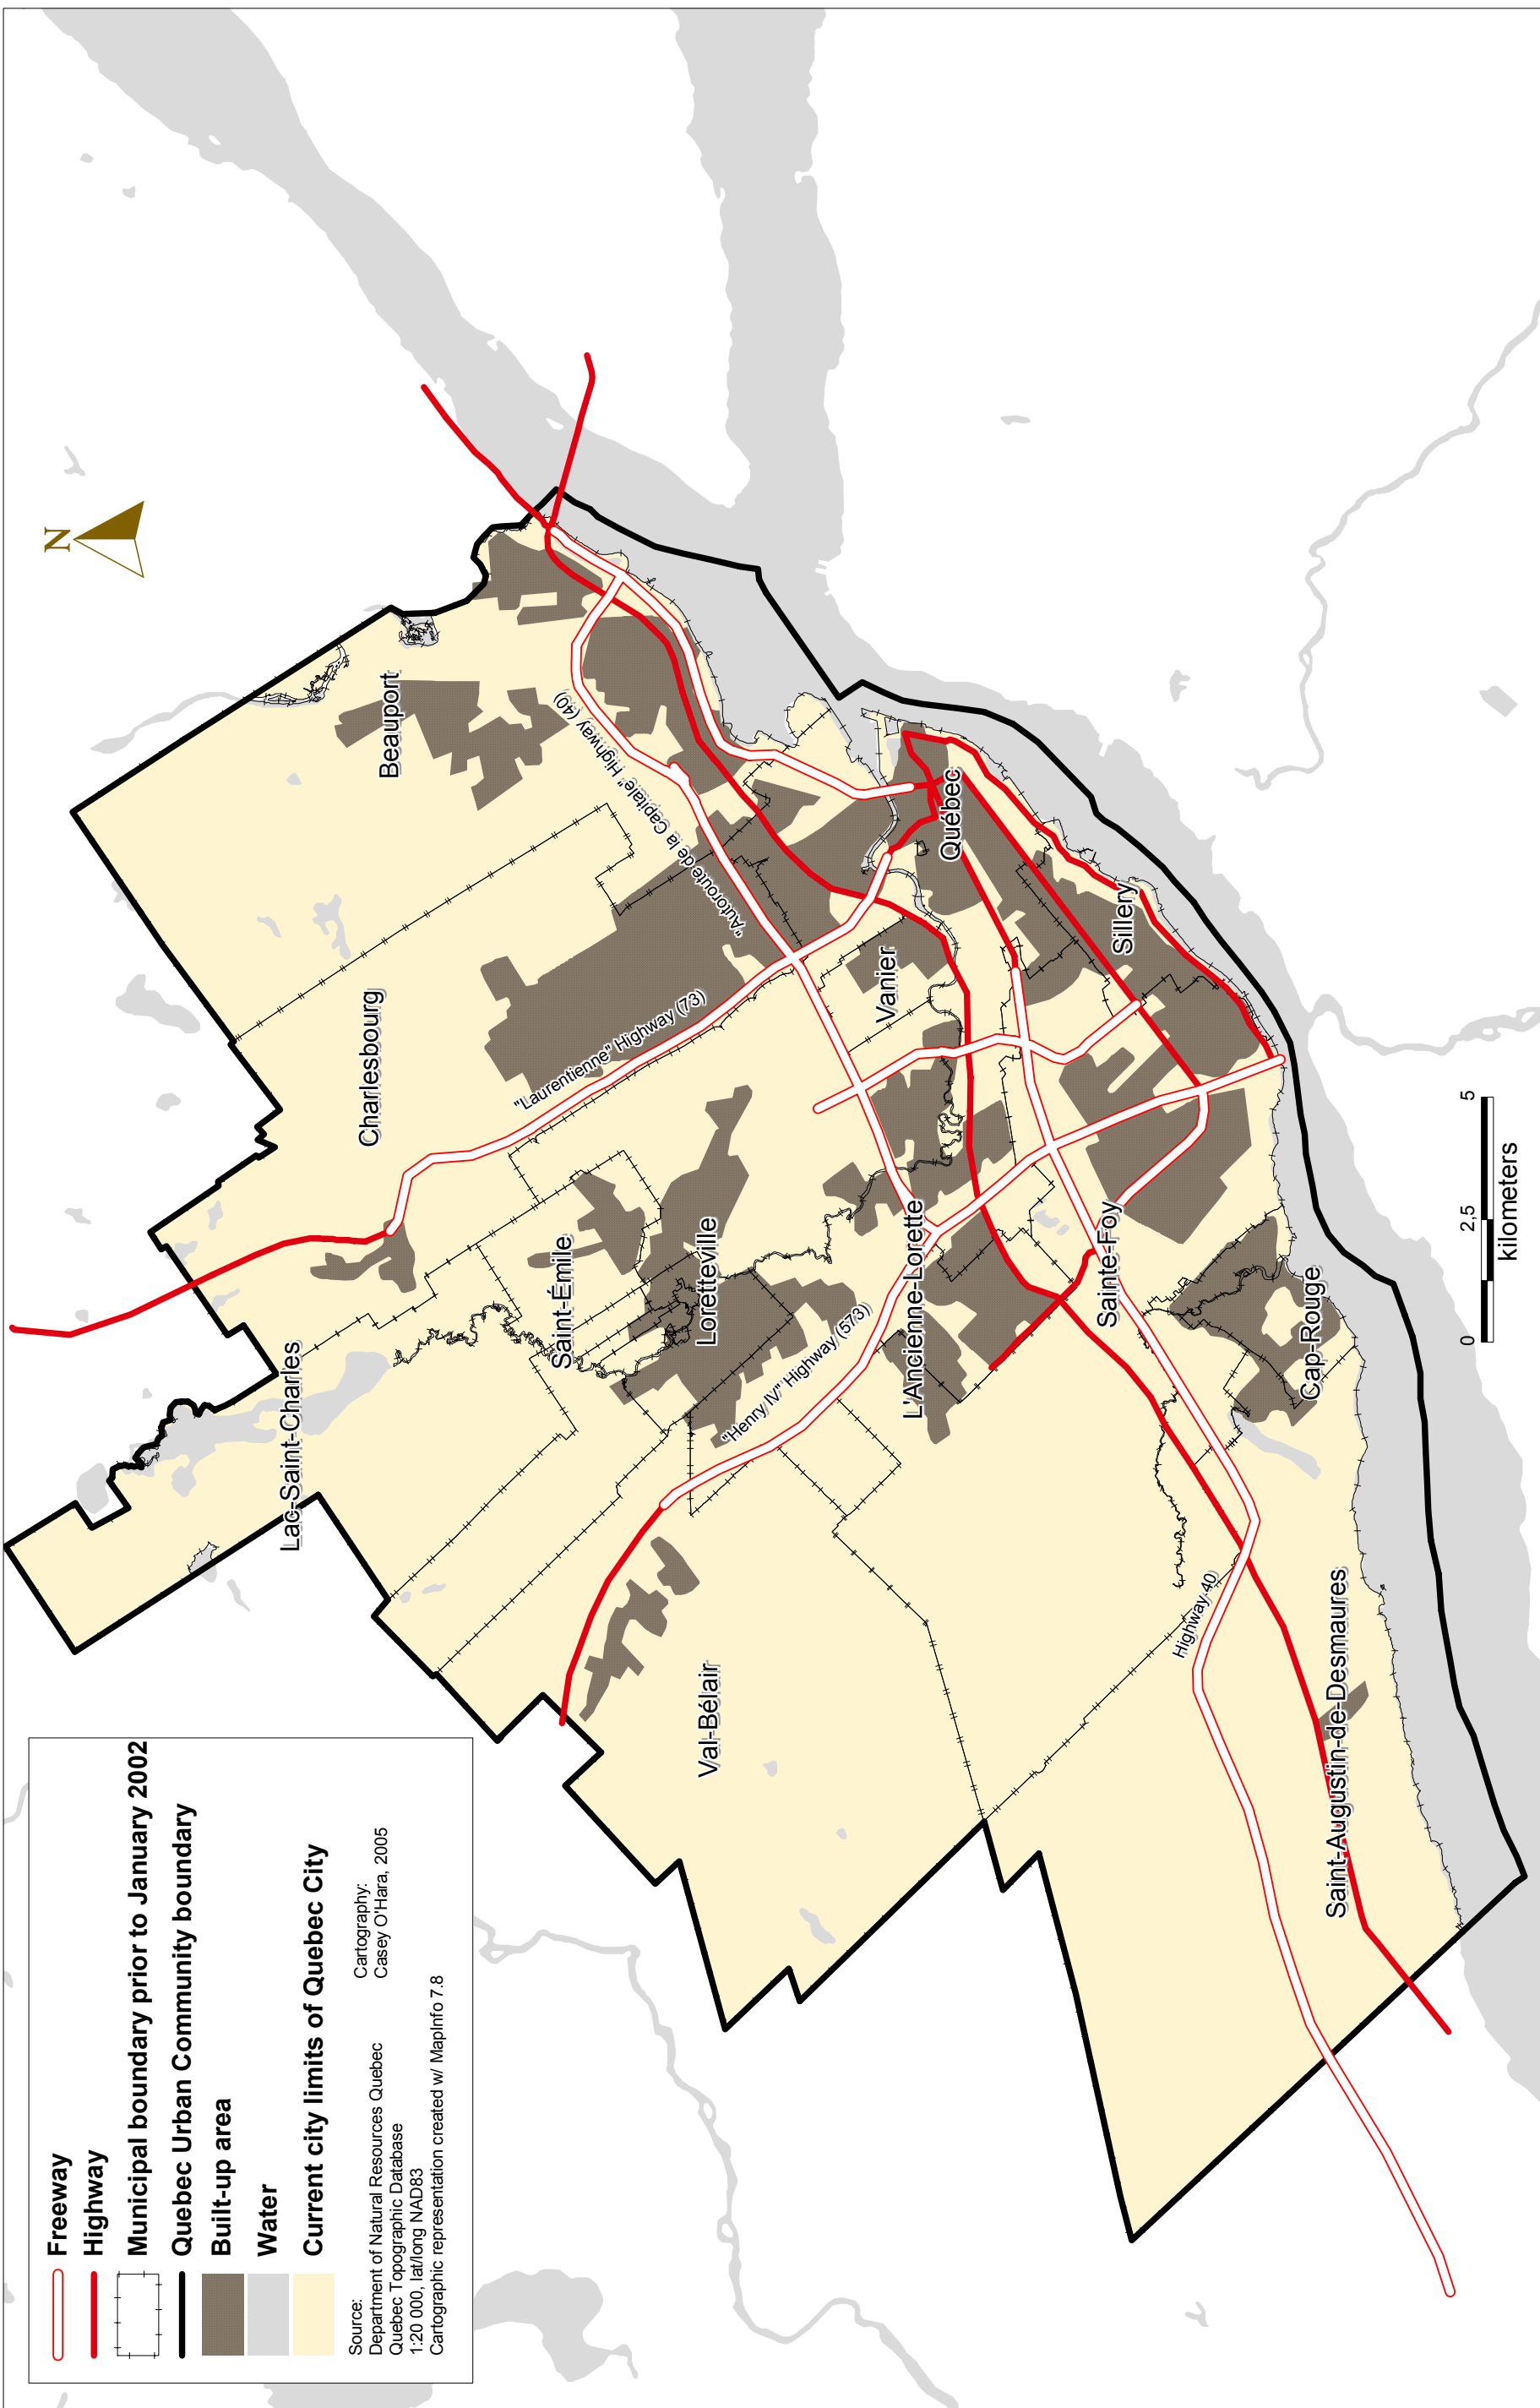 Freeway
Highway
Municipal boundary prior to January 2002
Quebec Urban Community boundary
Built-up area
Water
Current city limits of Quebec City
Source:
Department of Natural Resources Quebec
Quebec Topographic Database
1:20 000, lat/long NAD83
Cartographic representation created w/ MapInfo 7.8
Cartography:
Casey O'Hara, 2005
N
Lac-Saint-Charles
Charlesbourg
Beauport
Saint-Émile
Loretteville
Val-Bélair
"Laurentienne" Highway (73)
"Autoroute de la Capitale" Highway (40)
"Henry IV" Highway (573)
Vanier
Québec
L'Ancienne-Lorette
Sainte-Foy
Sillery
Highway 40
Cap-Rouge
Saint-Augustin-de-Desmaures
0 2,5 5
kilometers